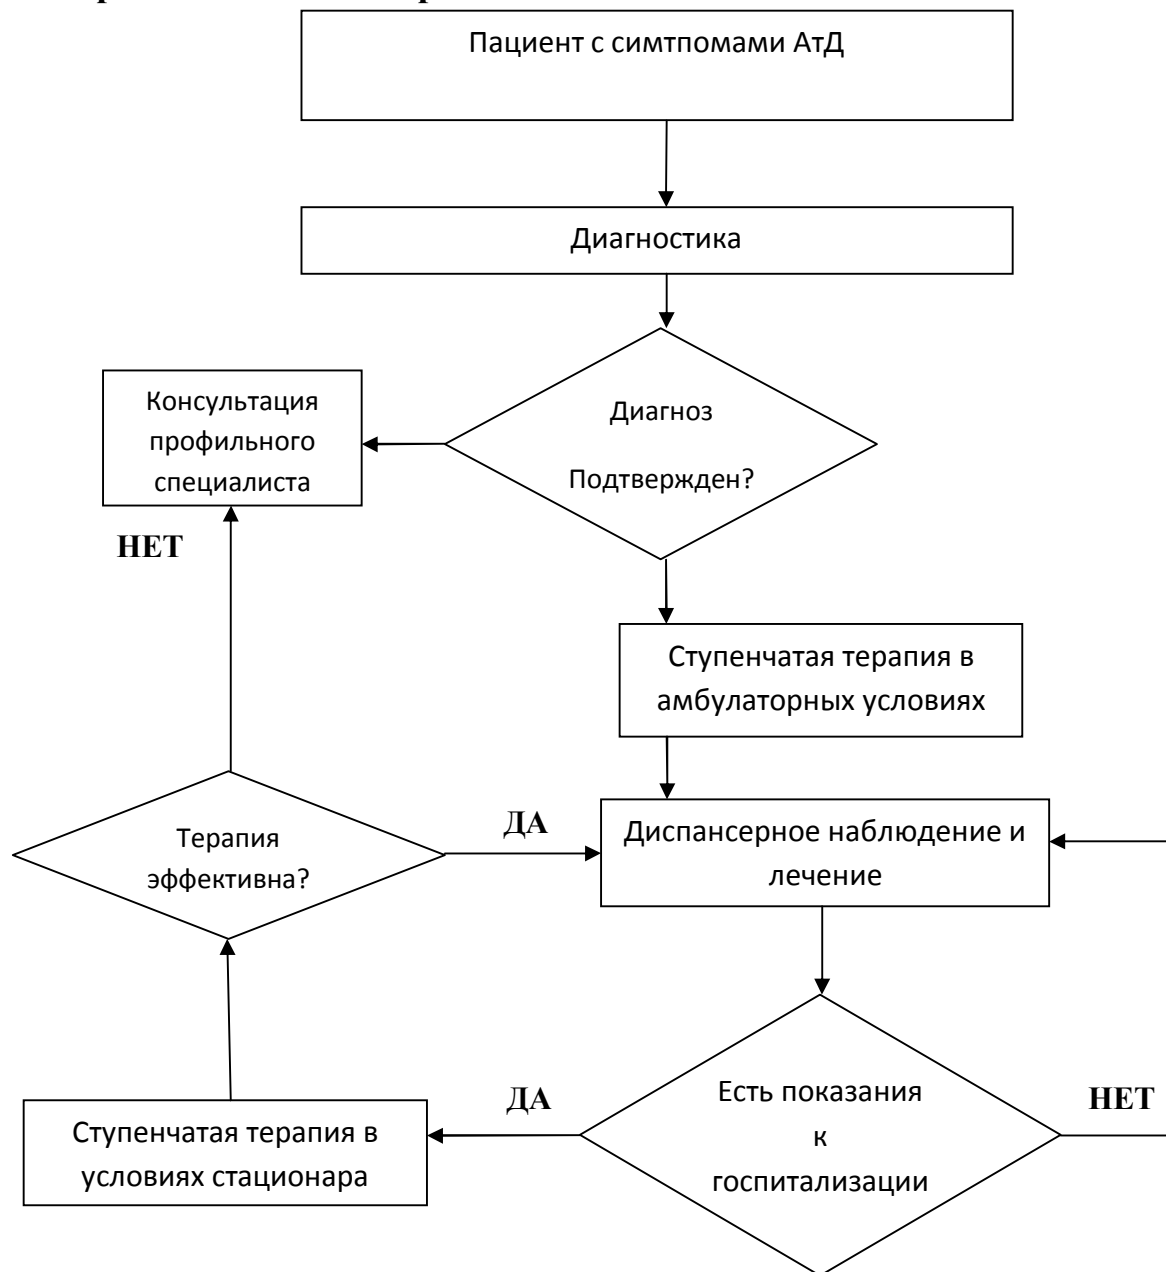 Пациент с симтпомами АтД
Диагностика
Диагноз
Подтвержден?
Консультация
профильного
специалиста
НЕТ
Ступенчатая терапия в
амбулаторных условиях
Терапия
эффективна?
ДА
Диспансерное наблюдение и
лечение
Есть показания
к
госпитализации
ДА
НЕТ
Ступенчатая терапия в
условиях стационара